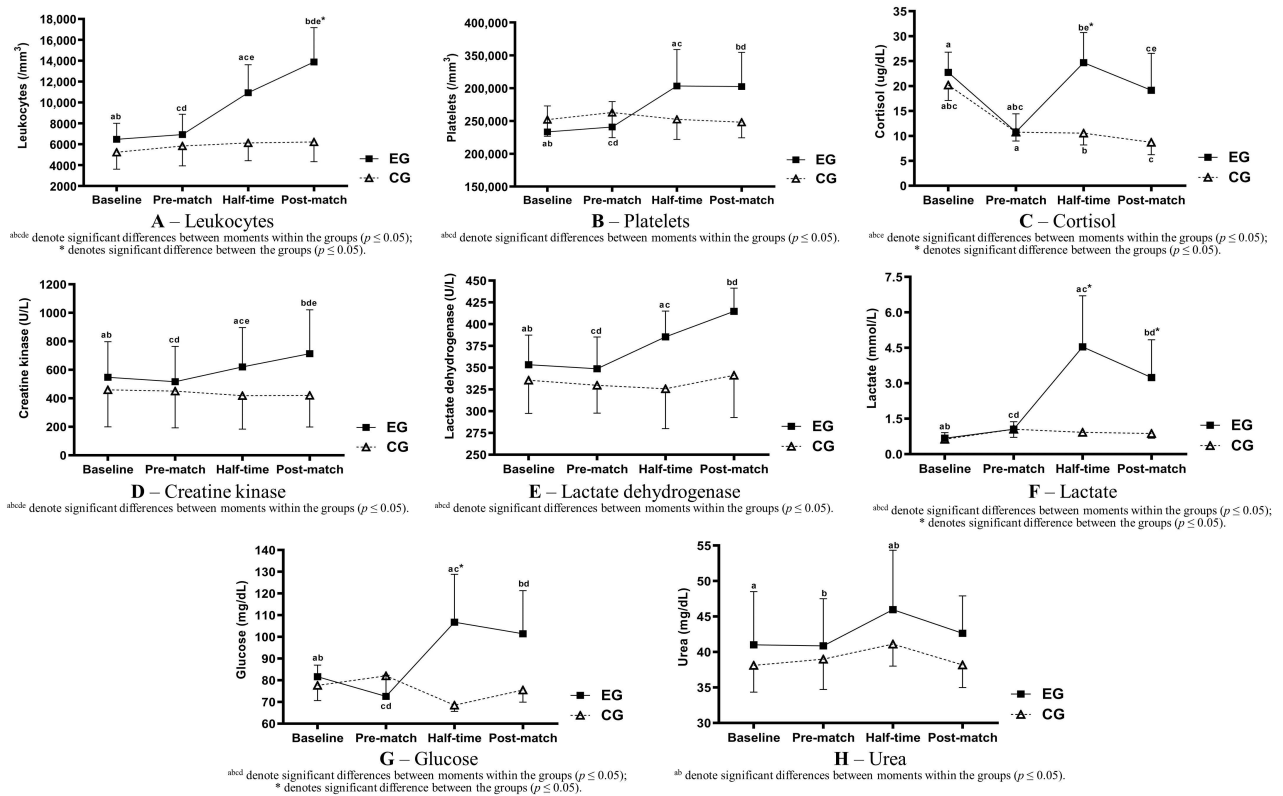 18,000
16,000
14,000
12,000
10,000
8000
6000
4000
2000
Leukocytes (/mm³)
ab
cd
ace
bde*
Baseline Pre-match Half-time Post-match
EG
CG
A – Leukocytes
abcde denote significant differences between moments within the groups (p ≤ 0.05);
* denotes significant difference between the groups (p ≤ 0.05).
400,000
350,000
200,000
250,000
200,000
150,000
Platelets (/mm³)
ab
cd
ac
bd
Baseline Pre-match Half-time Post-match
EG
CG
B – Platelets
abcd denote significant differences between moments within the groups (p ≤ 0.05).
35
30
25
20
15
10
5
0
Cortisol (ug/dL)
a
abc
abc
a
be*
b
ce
c
Baseline Pre-match Half-time Post-match
EG
CG
C – Cortisol
abce denote significant differences between moments within the groups (p ≤ 0.05);
* denotes significant difference between the groups (p ≤ 0.05).
1200
1000
800
600
400
200
0
Creatine kinase (U/L)
ab
cd
ace
bde
Baseline Pre-match Half-time Post-match
EG
CG
D – Creatine kinase
abcde denote significant differences between moments within the groups (p ≤ 0.05).
450
425
400
375
350
325
300
275
250
Lactate dehydrogenase (U/L)
ab
cd
ac
bd
Baseline Pre-match Half-time Post-match
EG
CG
E – Lactate dehydrogenase
abcd denote significant differences between moments within the groups (p ≤ 0.05).
7.5
6.0
4.5
3.0
1.5
0.0
Lactate (mmol/L)
ab
cd
ac*
bd*
Baseline Pre-match Half-time Post-match
EG
CG
F – Lactate
abcd denote significant differences between moments within the groups (p ≤ 0.05);
* denotes significant difference between the groups (p ≤ 0.05).
140
130
120
110
100
90
80
70
60
Glucose (mg/dL)
ab
cd
ac*
bd
Baseline Pre-match Half-time Post-match
EG
CG
G – Glucose
abcd denote significant differences between moments within the groups (p ≤ 0.05);
* denotes significant difference between the groups (p ≤ 0.05).
55
50
45
40
35
30
Urea (mg/dL)
a
b
ab
Baseline Pre-match Half-time Post-match
EG
CG
H – Urea
ab denote significant differences between moments within the groups (p ≤ 0.05).